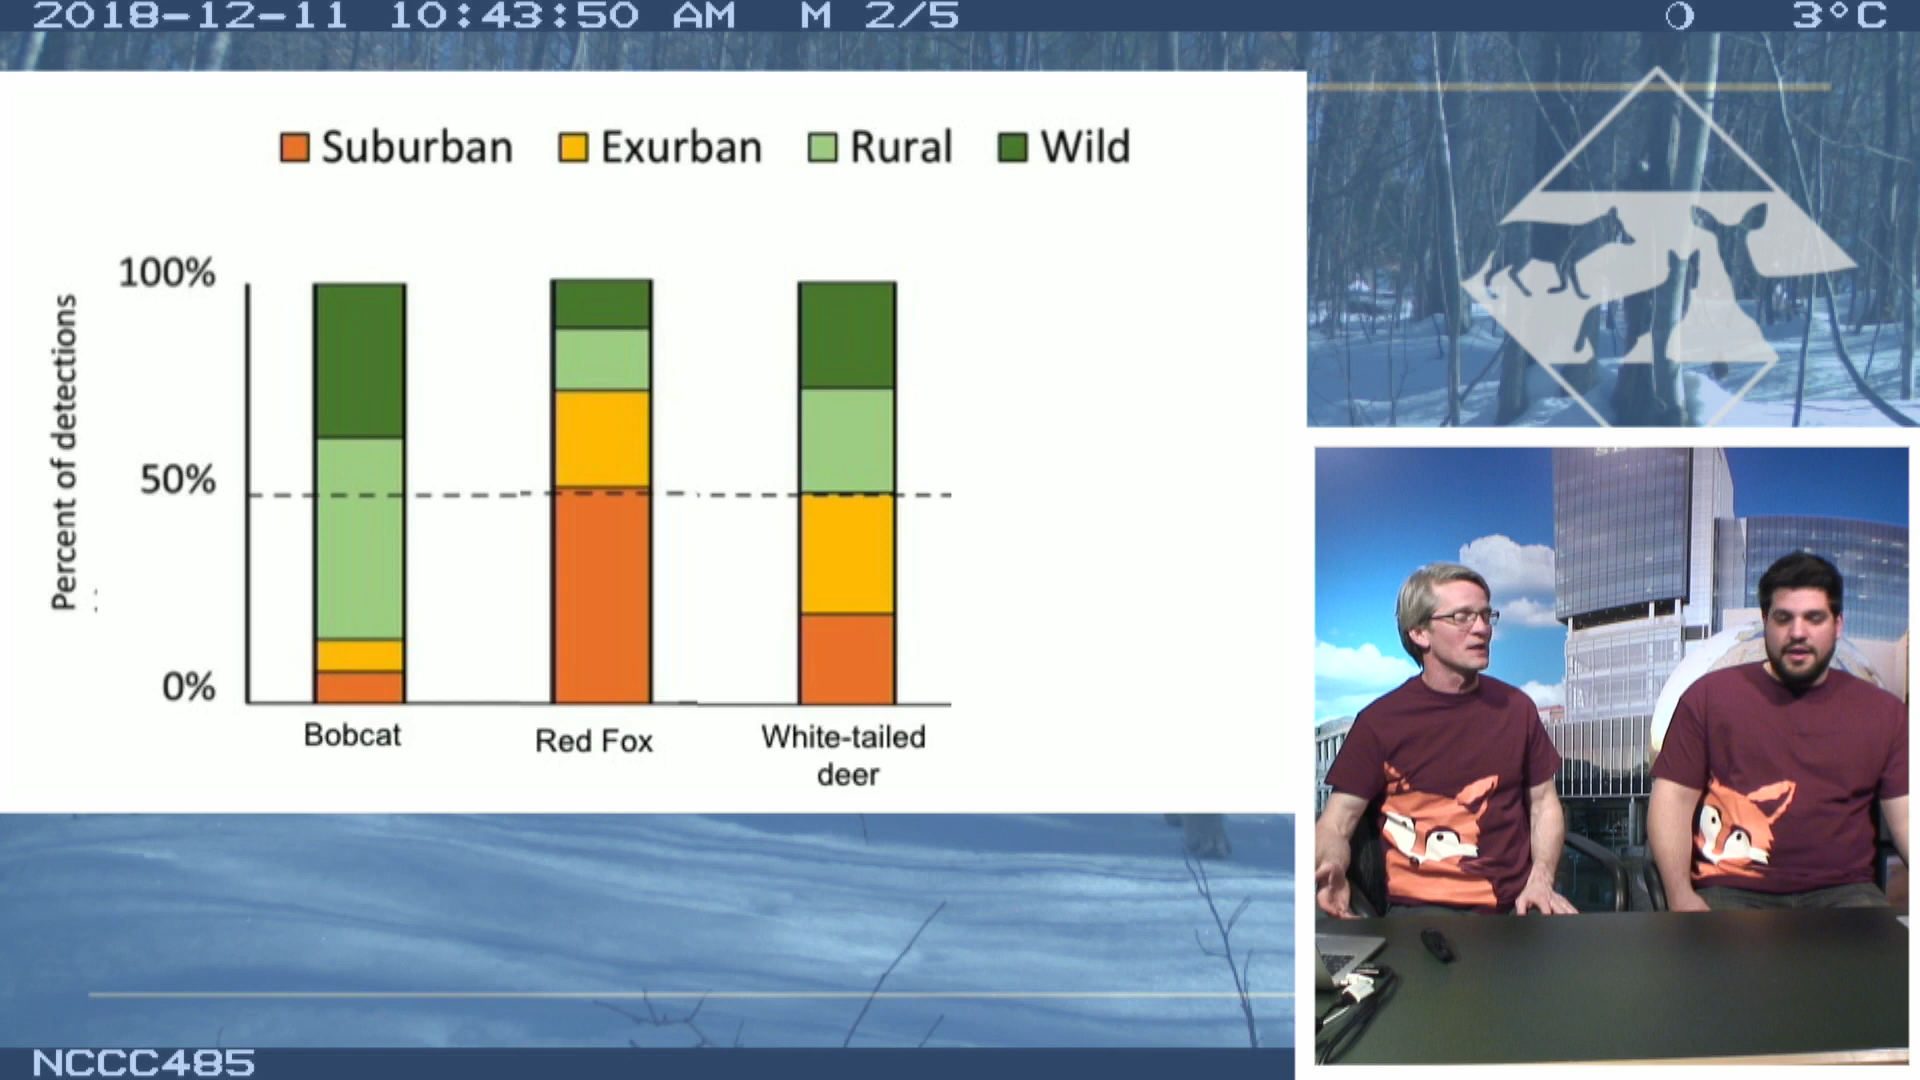 2018-12-11 10:43:50 AM M 2/5 3°C
Suburban Exurban Rural Wild
100%
50%
0%
Percent of detections
Bobcat Red Fox White-tailed
deer
NCCC485